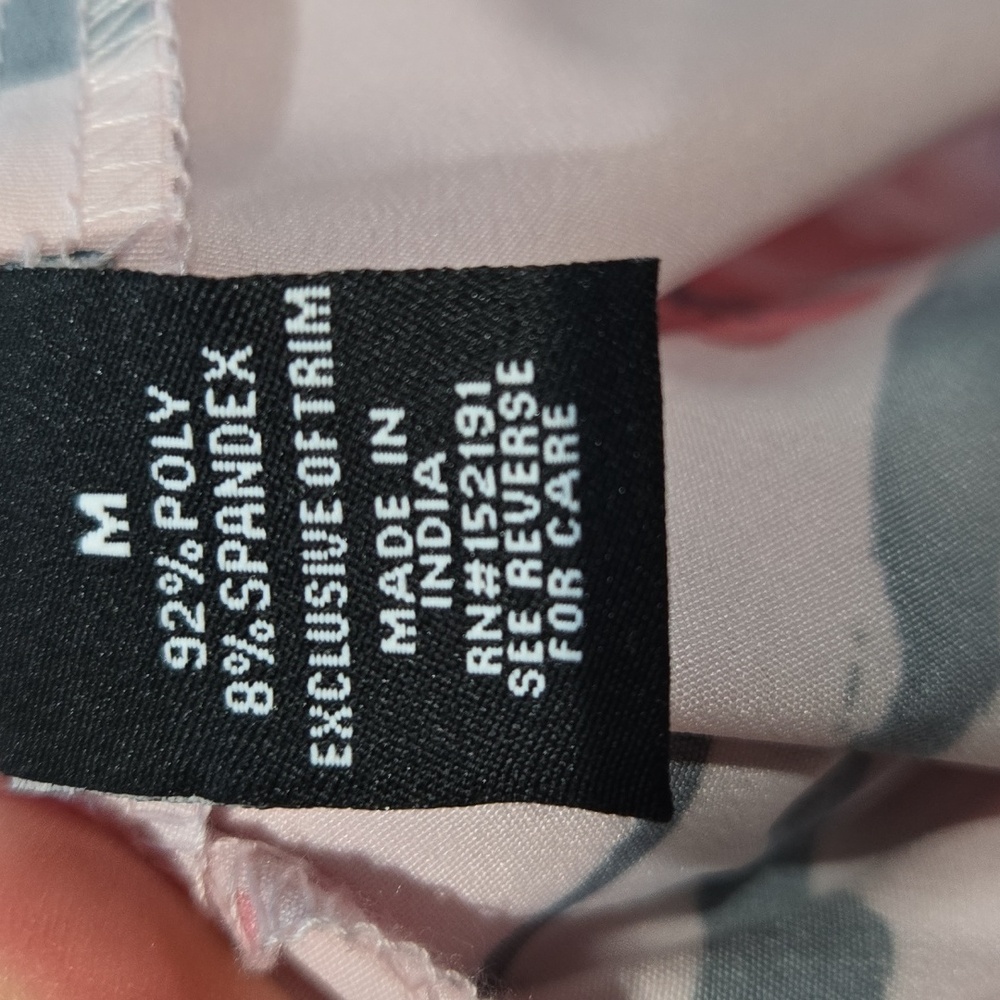 M
92% POLY
8% SPANDEX
EXCLUSIVE OF TRIM
MADE IN
INDIA
RN#152191
SEE REVERSE
FOR CARE